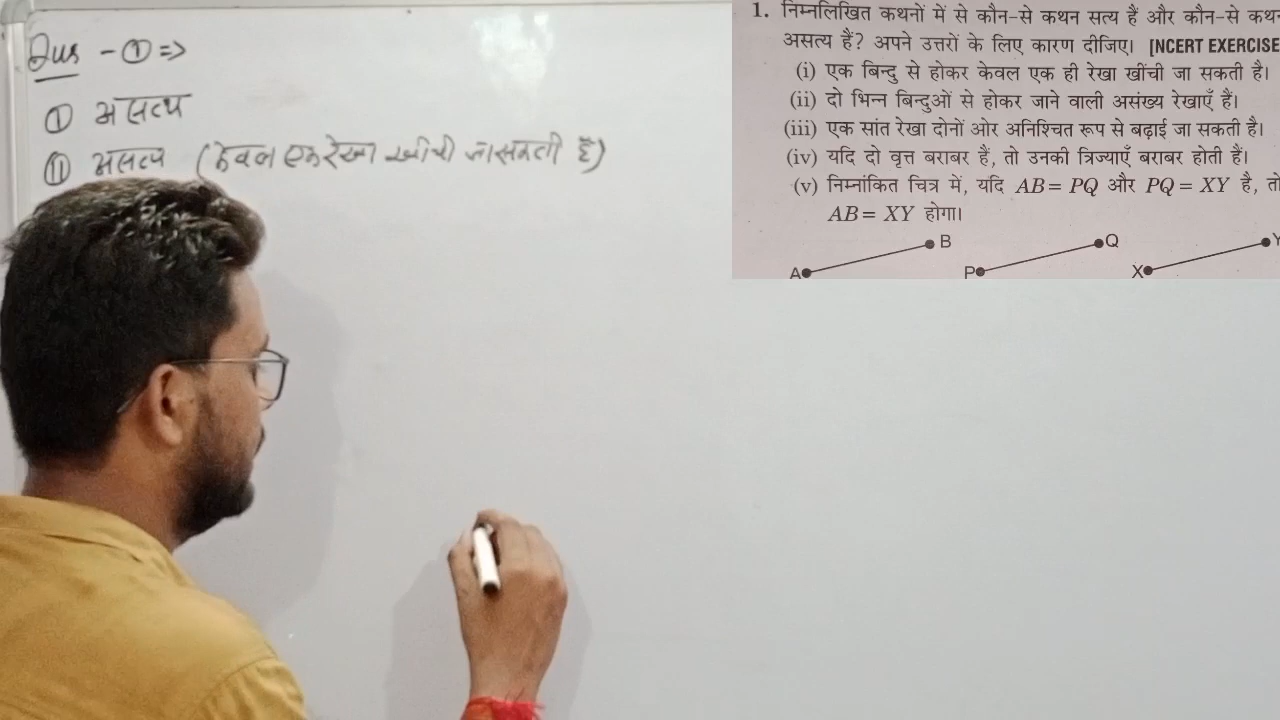 Qus - ① =>
① असत्य
⑪ असत्य (केवल एक रेखा खींची जा सकती है)
1. निम्नलिखित कथनों में से कौन-से कथन सत्य हैं और कौन-से कथन
असत्य हैं? अपने उत्तरों के लिए कारण दीजिए। [NCERT EXERCISE
(i) एक बिन्दु से होकर केवल एक ही रेखा खींची जा सकती है।
(ii) दो भिन्न बिन्दुओं से होकर जाने वाली असंख्य रेखाएँ हैं।
(iii) एक सांत रेखा दोनों ओर अनिश्चित रूप से बढ़ाई जा सकती है।
(iv) यदि दो वृत्त बराबर हैं, तो उनकी त्रिज्याएँ बराबर होती हैं।
(v) निम्नांकित चित्र में, यदि AB = PQ और PQ = XY है, तो
AB = XY होगा।
A B P Q X Y